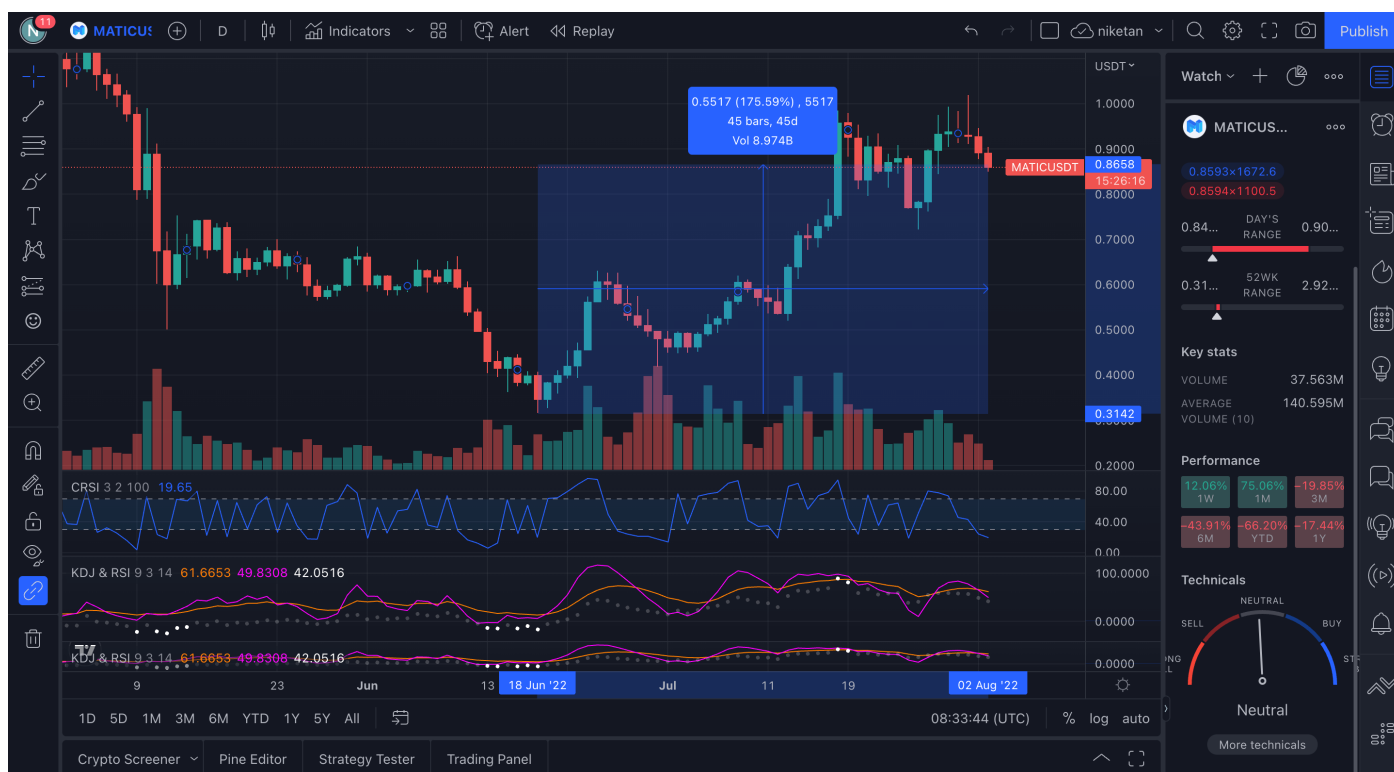 N 11 MATICUS D Indicators Alert Replay niketan Publish
USDT
Watch
MATICUS...
0.5517 (175.59%) , 5517
45 bars, 45d
Vol 8.974B
1.0000
0.9000
MATICUSDT 0.8658
15:26:16
0.8000
0.7000
0.6000
0.5000
0.4000
0.3142
0.2000
T
0.8593×1672.6
0.8594×1100.5
0.84... DAY'S RANGE 0.90...
0.31... 52WK RANGE 2.92...
Key stats
VOLUME 37.563M
AVERAGE VOLUME (10) 140.595M
Performance
12.06% 75.06% −19.85%
1W 1M 3M
−43.91% −66.20% −17.44%
6M YTD 1Y
Technicals
NEUTRAL
SELL BUY
Neutral
More technicals
CRSI 3 2 100 19.65
80.00
40.00
0.00
KDJ & RSI 9 3 14 61.6653 49.8308 42.0516
100.0000
0.0000
KDJ & RSI 9 3 14 61.6653 49.8308 42.0516
0.0000
9 23 Jun 13 18 Jun '22 Jul 11 19 02 Aug '22
1D 5D 1M 3M 6M YTD 1Y 5Y All 08:33:44 (UTC) % log auto
Crypto Screener Pine Editor Strategy Tester Trading Panel